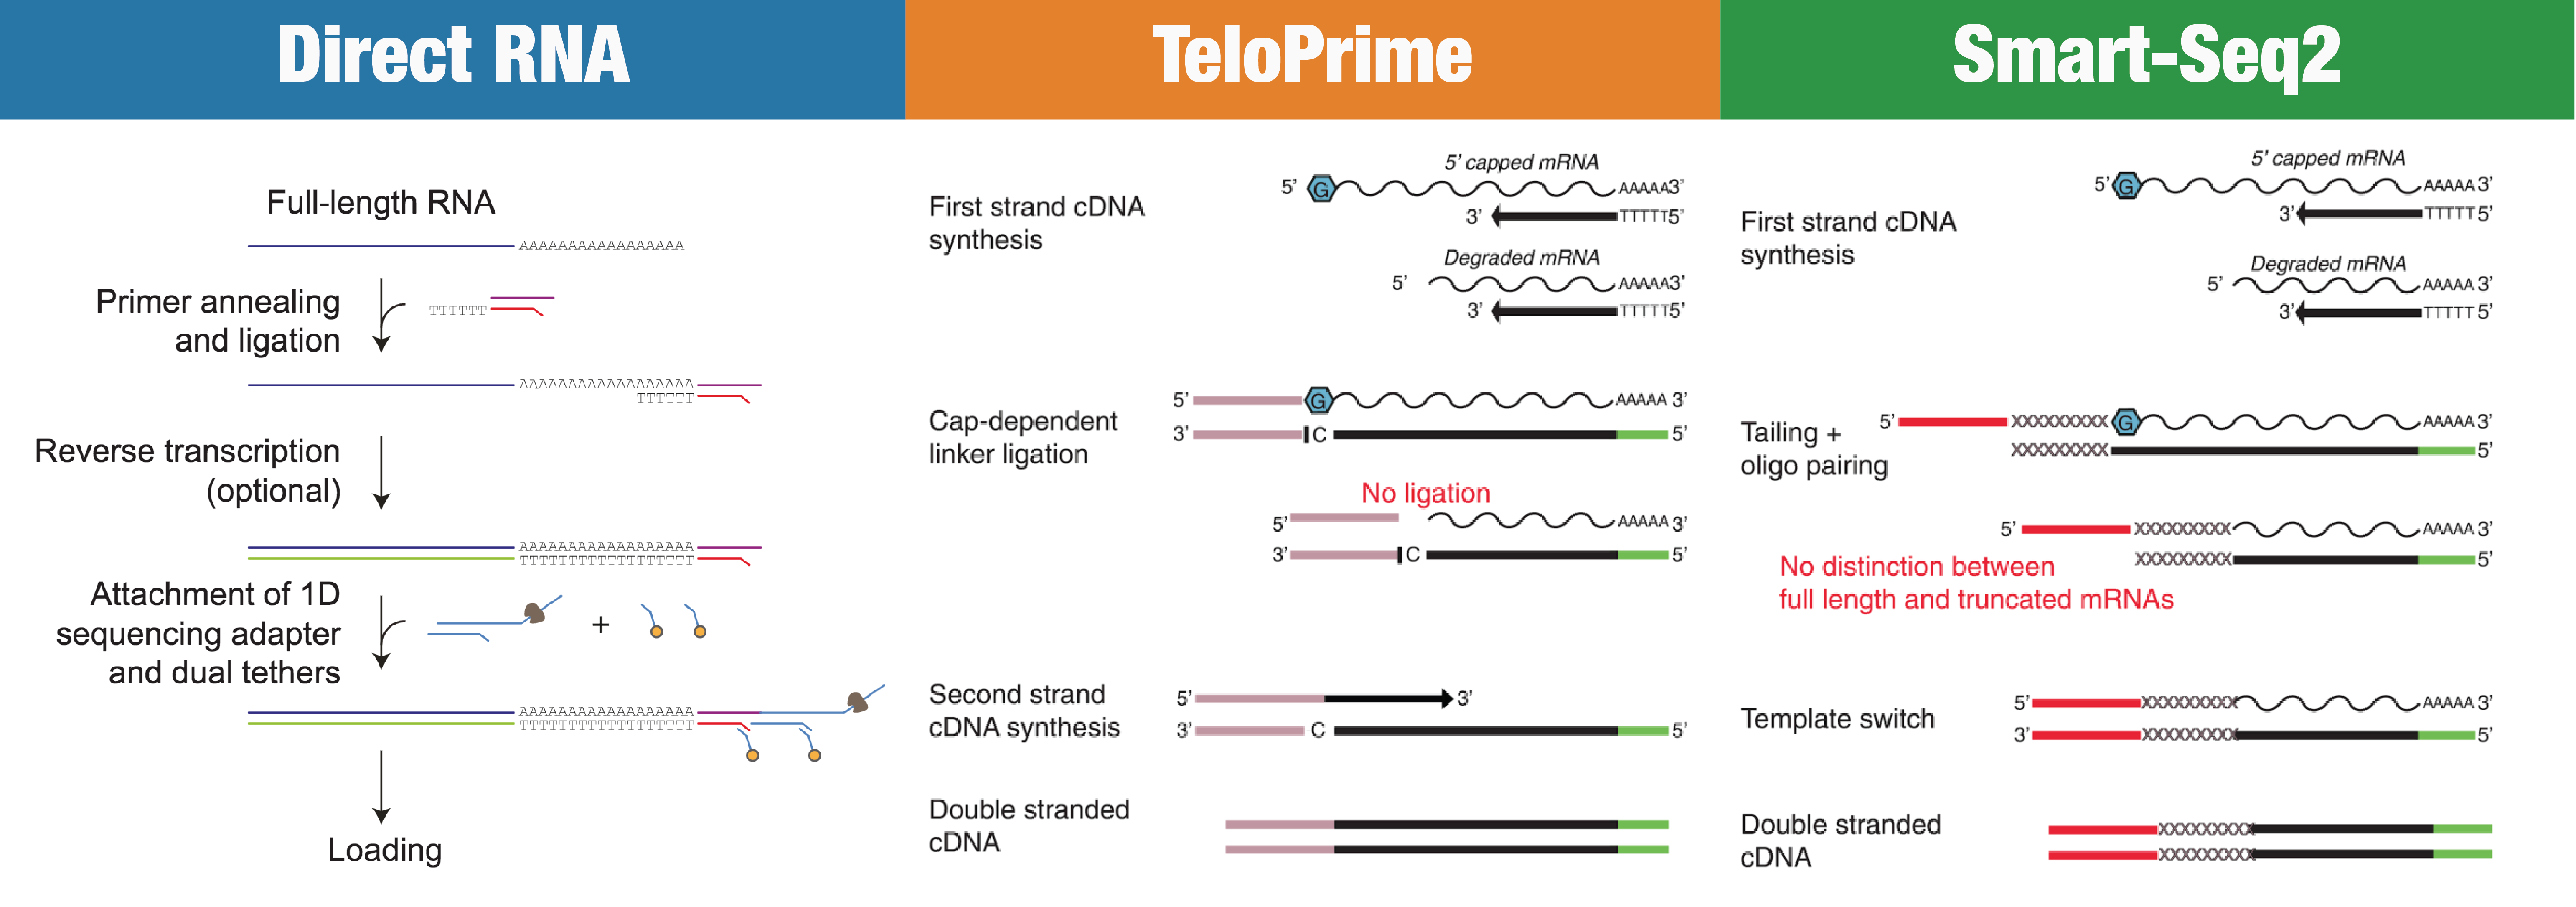 Direct RNA
Full-length RNA
AAAAAAAAAAAAAAAAA
Primer annealing
and ligation
TTTTTT
AAAAAAAAAAAAAAAAAA
TTTTTT
Reverse transcription
(optional)
AAAAAAAAAAAAAAAAAA
TTTTTTTTTTTTTTTTTT
Attachment of 1D
sequencing adapter
and dual tethers
+
AAAAAAAAAAAAAAAAAA
TTTTTTTTTTTTTTTTTT
Loading
TeloPrime
First strand cDNA
synthesis
5' capped mRNA
5' G AAAAA3'
3' TTTTT5'
Degraded mRNA
5' AAAAA3'
3' TTTTT5'
Cap-dependent
linker ligation
5' G AAAAA 3'
3' C 5'
No ligation
5' AAAAA 3'
3' C 5'
Second strand
cDNA synthesis
5' 3'
3' C 5'
Double stranded
cDNA
Smart-Seq2
First strand cDNA
synthesis
5' capped mRNA
5' G AAAAA 3'
3' TTTTT 5'
Degraded mRNA
5' AAAAA 3'
3' TTTTT 5'
Tailing +
oligo pairing
5' XXXXXXXXX G AAAAA 3'
XXXXXXXXX 5'
5' XXXXXXXXX AAAAA 3'
XXXXXXXXX 5'
No distinction between
full length and truncated mRNAs
Template switch
5' XXXXXXXXX AAAAA 3'
3' XXXXXXXXX 5'
Double stranded
cDNA
XXXXXXXXX
XXXXXXXXX